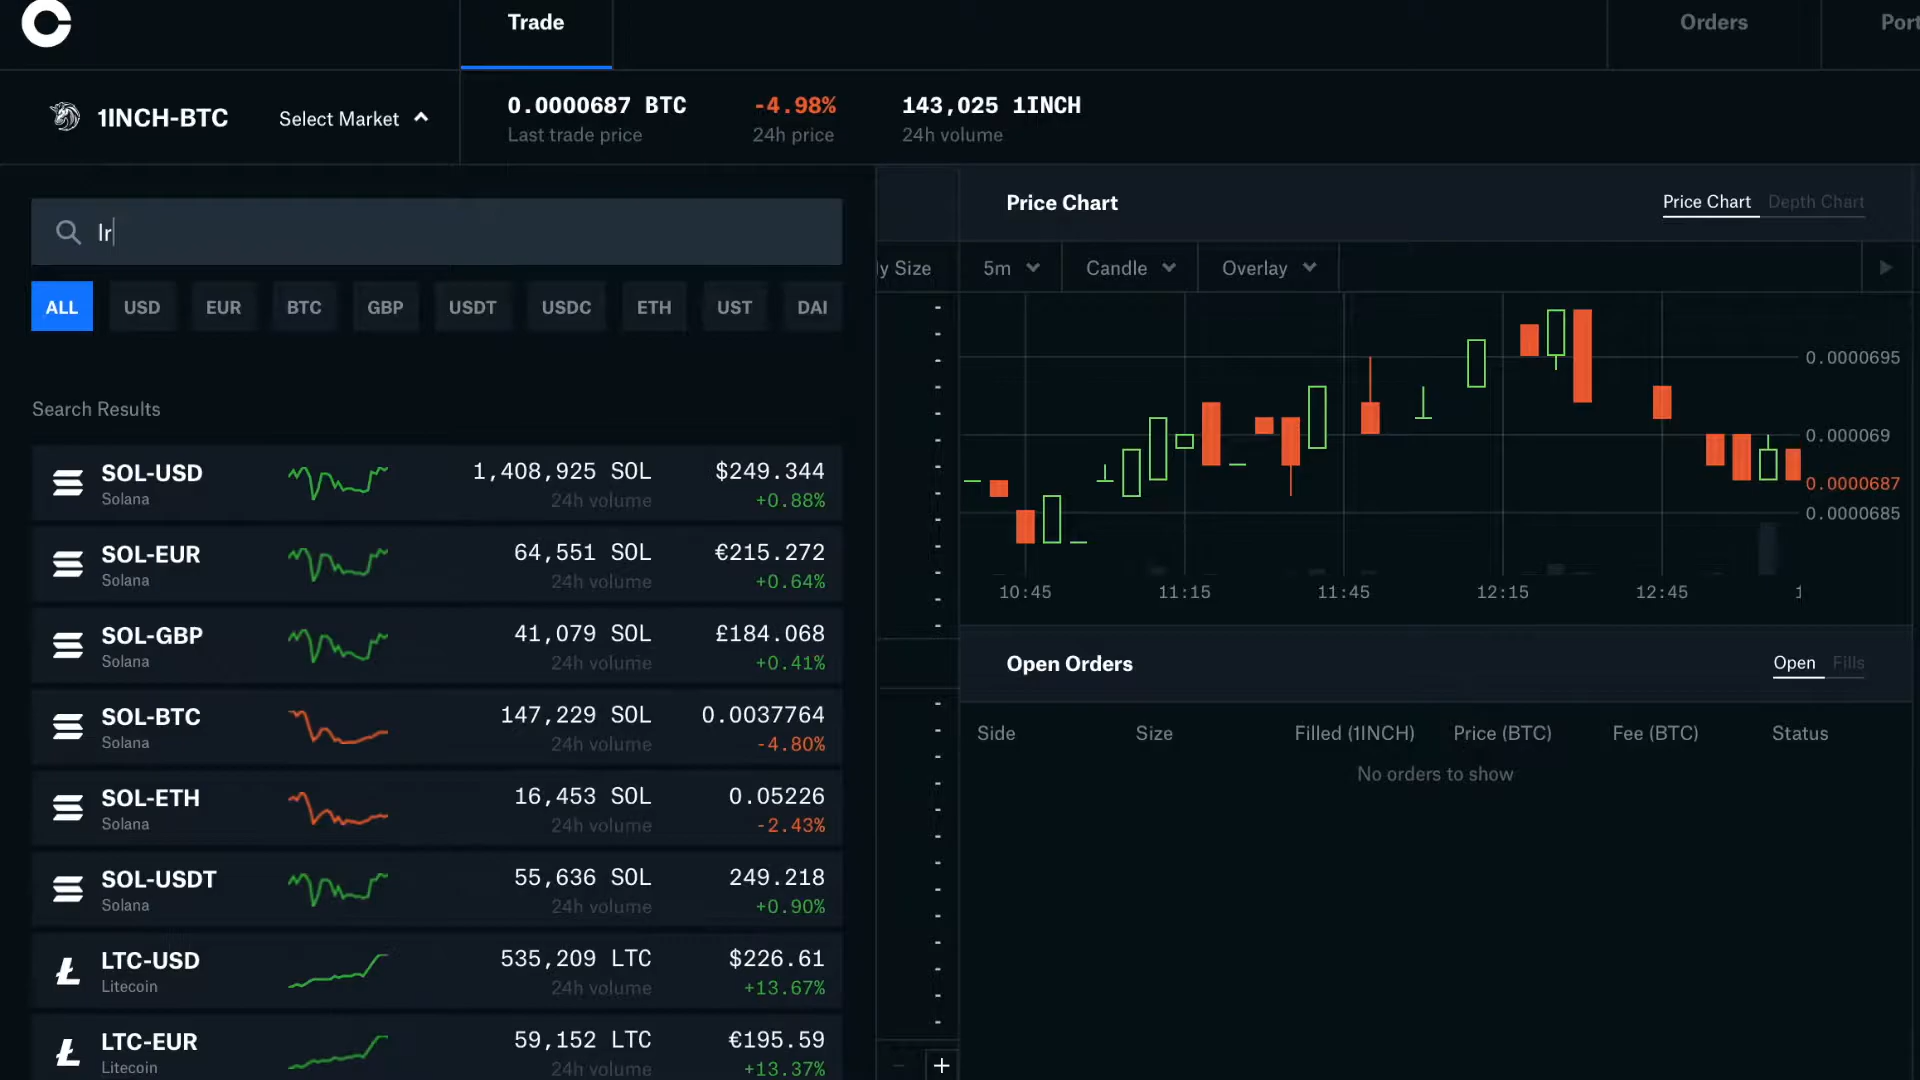 Trade
Orders
Port
1INCH-BTC
Select Market
0.0000687 BTC
Last trade price
-4.98%
24h price
143,025 1INCH
24h volume
lr
ALL
USD
EUR
BTC
GBP
USDT
USDC
ETH
UST
DAI
Search Results
SOL-USD
Solana
1,408,925 SOL
24h volume
$249.344
+0.88%
SOL-EUR
Solana
64,551 SOL
24h volume
€215.272
+0.64%
SOL-GBP
Solana
41,079 SOL
24h volume
£184.068
+0.41%
SOL-BTC
Solana
147,229 SOL
24h volume
0.0037764
-4.80%
SOL-ETH
Solana
16,453 SOL
24h volume
0.05226
-2.43%
SOL-USDT
Solana
55,636 SOL
24h volume
249.218
+0.90%
LTC-USD
Litecoin
535,209 LTC
24h volume
$226.61
+13.67%
LTC-EUR
Litecoin
59,152 LTC
24h volume
€195.59
+13.37%
ly Size
Price Chart
Price Chart
Depth Chart
5m
Candle
Overlay
0.0000695
0.000069
0.0000687
0.0000685
10:45
11:15
11:45
12:15
12:45
1
Open Orders
Open
Fills
Side
Size
Filled (1INCH)
Price (BTC)
Fee (BTC)
Status
No orders to show